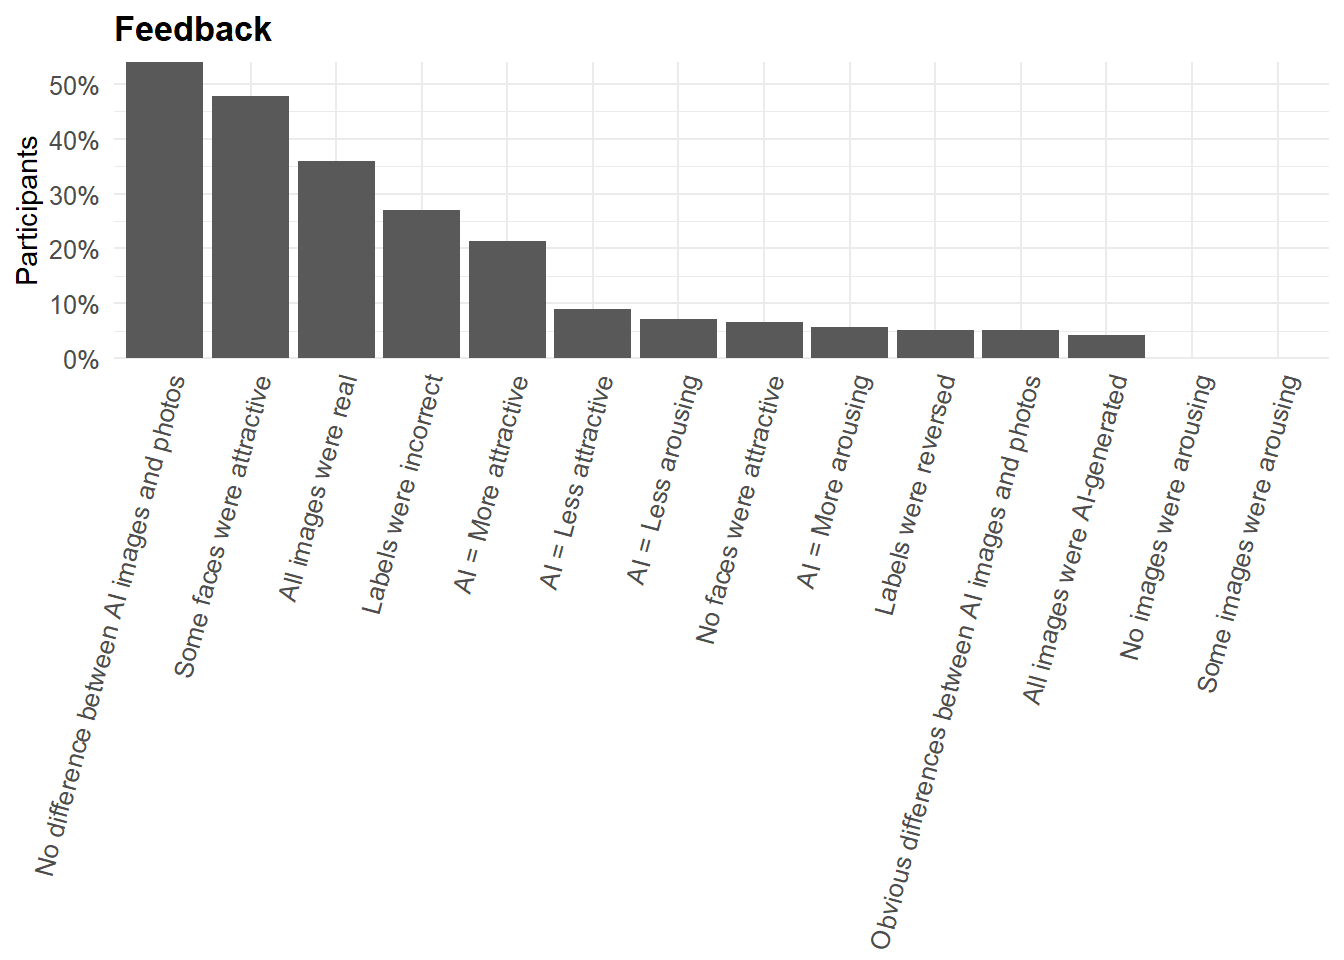 Feedback
Participants
50%
40%
30%
20%
10%
0%
No difference between AI images and photos
Some faces were attractive
All images were real
Labels were incorrect
AI = More attractive
AI = Less attractive
AI = Less arousing
No faces were attractive
AI = More arousing
Labels were reversed
Obvious differences between AI images and photos
All images were AI-generated
No images were arousing
Some images were arousing